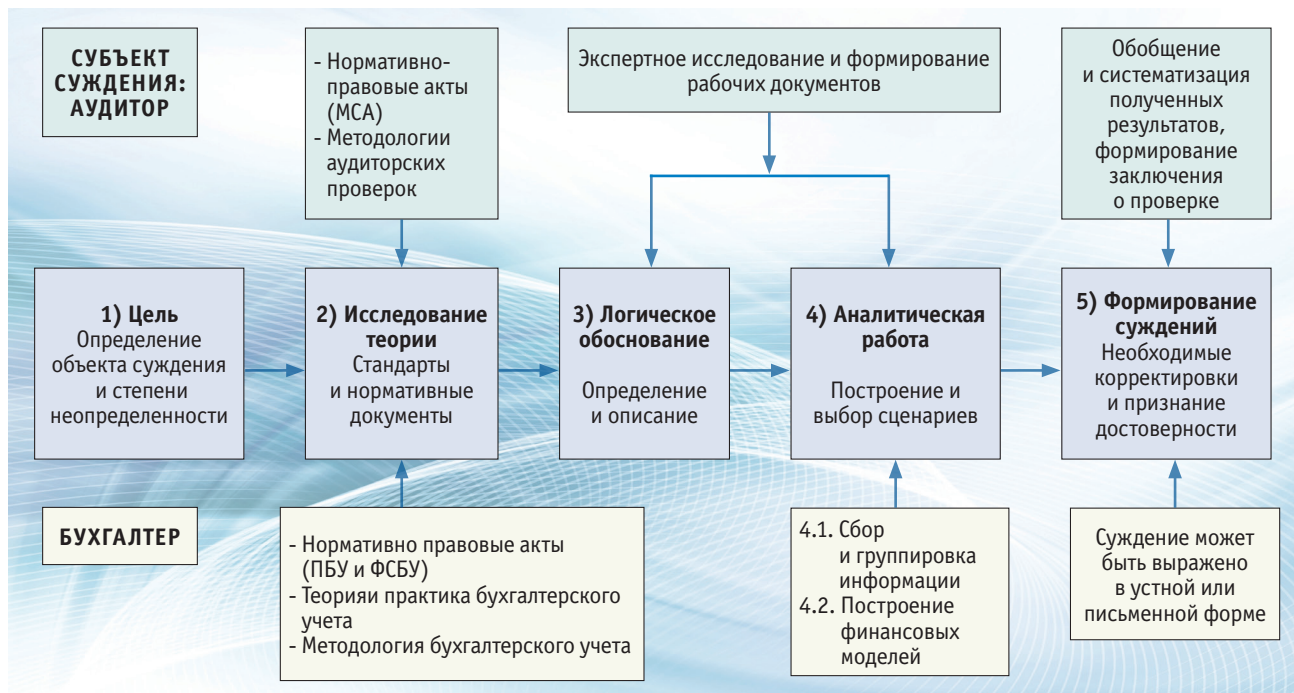 СУБЪЕКТ
СУЖДЕНИЯ:
АУДИТОР
- Нормативно-
правовые акты
(МСА)
- Методологии
аудиторских
проверок
Экспертное исследование и формирование
рабочих документов
Обобщение
и систематизация
полученных
результатов,
формирование
заключения
о проверке
1) Цель
Определение
объекта суждения
и степени
неопределенности
2) Исследование
теории
Стандарты
и нормативные
документы
3) Логическое
обоснование
Определение
и описание
4) Аналитическая
работа
Построение и
выбор сценариев
5) Формирование
суждений
Необходимые
корректировки
и признание
достоверности
БУХГАЛТЕР
- Нормативно правовые акты
(ПБУ и ФСБУ)
- Теорияи практика бухгалтерского
учета
- Методология бухгалтерского учета
4.1. Сбор
и группировка
информации
4.2. Построение
финансовых
моделей
Суждение может
быть выражено
в устной или
письменной форме